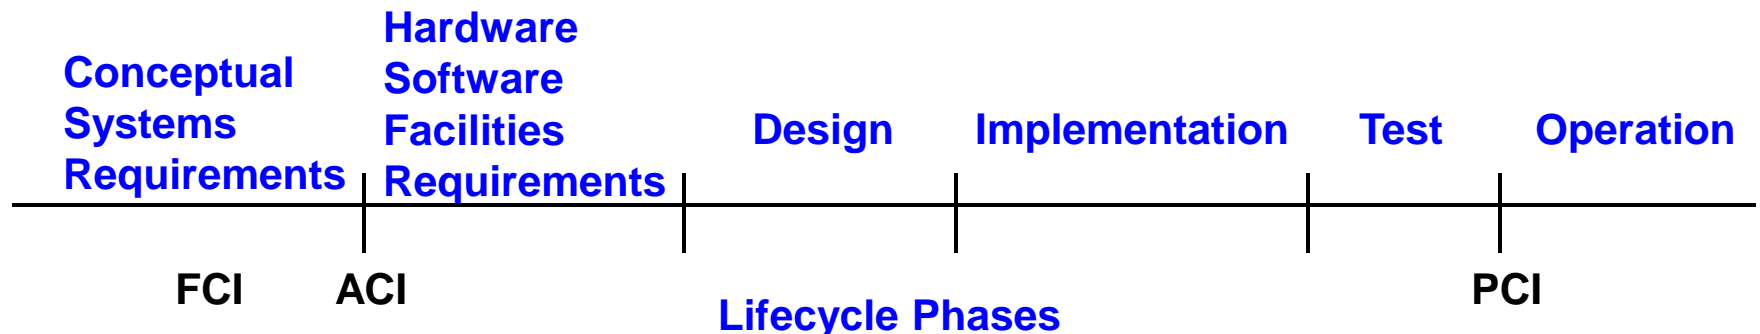 Conceptual
Systems
Requirements
Hardware
Software
Facilities
Requirements
Design
Implementation
Test
Operation
FCI
ACI
PCI
Lifecycle Phases